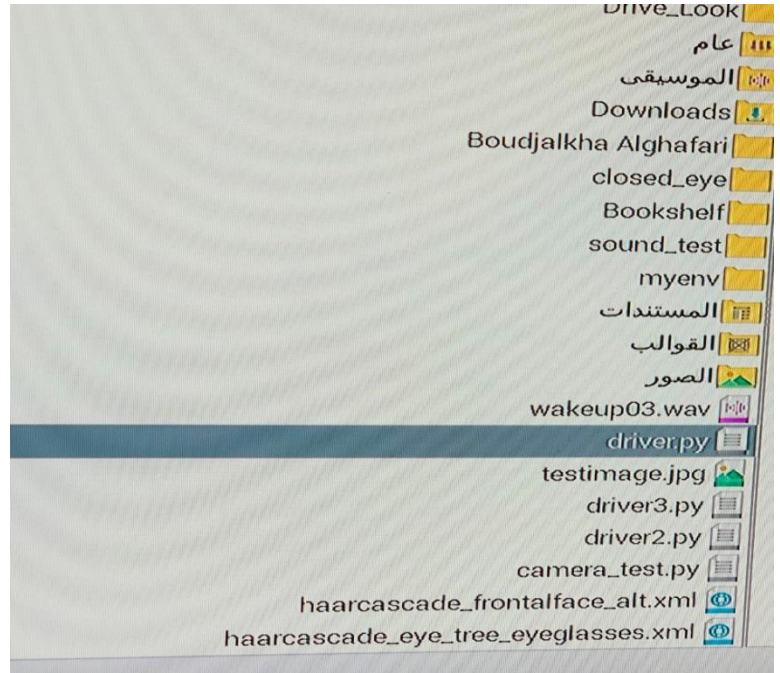 Drive_Look
عام
الموسيقى
Downloads
Boudjalkha Alghafari
closed_eye
Bookshelf
sound_test
myenv
المستندات
القوالب
الصور
wakeup03.wav
driver.py
testimage.jpg
driver3.py
driver2.py
camera_test.py
haarcascade_frontalface_alt.xml
haarcascade_eye_tree_eyeglasses.xml